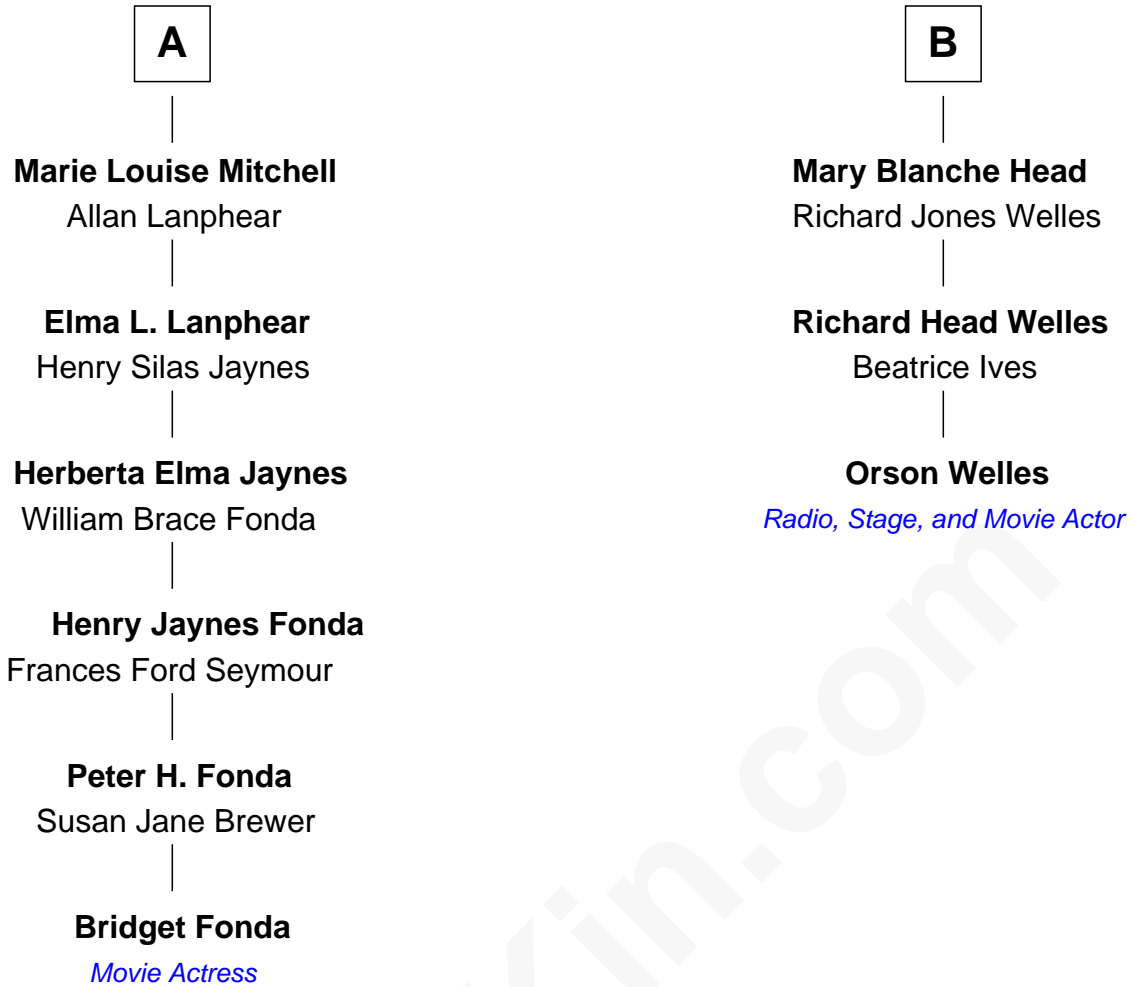 A
Marie Louise Mitchell
Allan Lanphear
Elma L. Lanphear
Henry Silas Jaynes
Herberta Elma Jaynes
William Brace Fonda
Henry Jaynes Fonda
Frances Ford Seymour
Peter H. Fonda
Susan Jane Brewer
Bridget Fonda
Movie Actress
B
Mary Blanche Head
Richard Jones Welles
Richard Head Welles
Beatrice Ives
Orson Welles
Radio, Stage, and Movie Actor
Kin.com